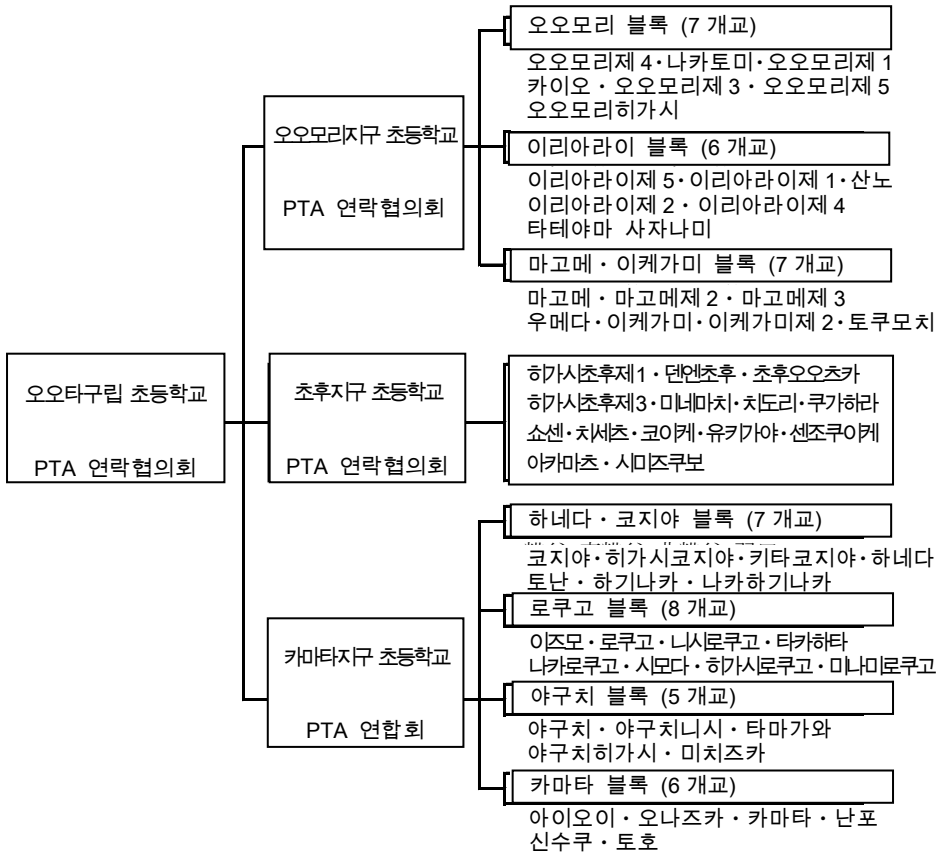 오오타구립 초등학교
PTA 연락협의회
오오모리지구 초등학교
PTA 연락협의회
오오모리 블록 (7 개교)
오오모리제 4・나카토미・오오모리제 1
카이오・오오모리제 3・오오모리제 5
오오모리히가시
이리아라이 블록 (6 개교)
이리아라이제 5・이리아라이제 1・산노
이리아라이제 2・이리아라이제 4
타테야마 사자나미
마고메・이케가미 블록 (7 개교)
마고메・마고메제 2・마고메제 3
우메다・이케가미・이케가미제 2・토쿠모치
초후지구 초등학교
PTA 연락협의회
히가시초후제1・덴엔초후・초후오오츠카
히가시초후제3・미네마치・치도리・쿠가하라
쇼센・치세츠・코이케・유키가야・센조쿠이케
아카마츠・시미즈쿠보
카마타지구 초등학교
PTA 연합회
하네다・코지야 블록 (7 개교)
코지야・히가시코지야・키타코지야・하네다
토난・하기나카・나카하기나카
로쿠고 블록 (8 개교)
이즈모・로쿠고・니시로쿠고・타카하타
나카로쿠고・시모다・히가시로쿠고・미나미로쿠고
야구치 블록 (5 개교)
야구치・야구치니시・타마가와
야구치히가시・미치즈카
카마타 블록 (6 개교)
아이오이・오나즈카・카마타・난포
신수쿠・토호